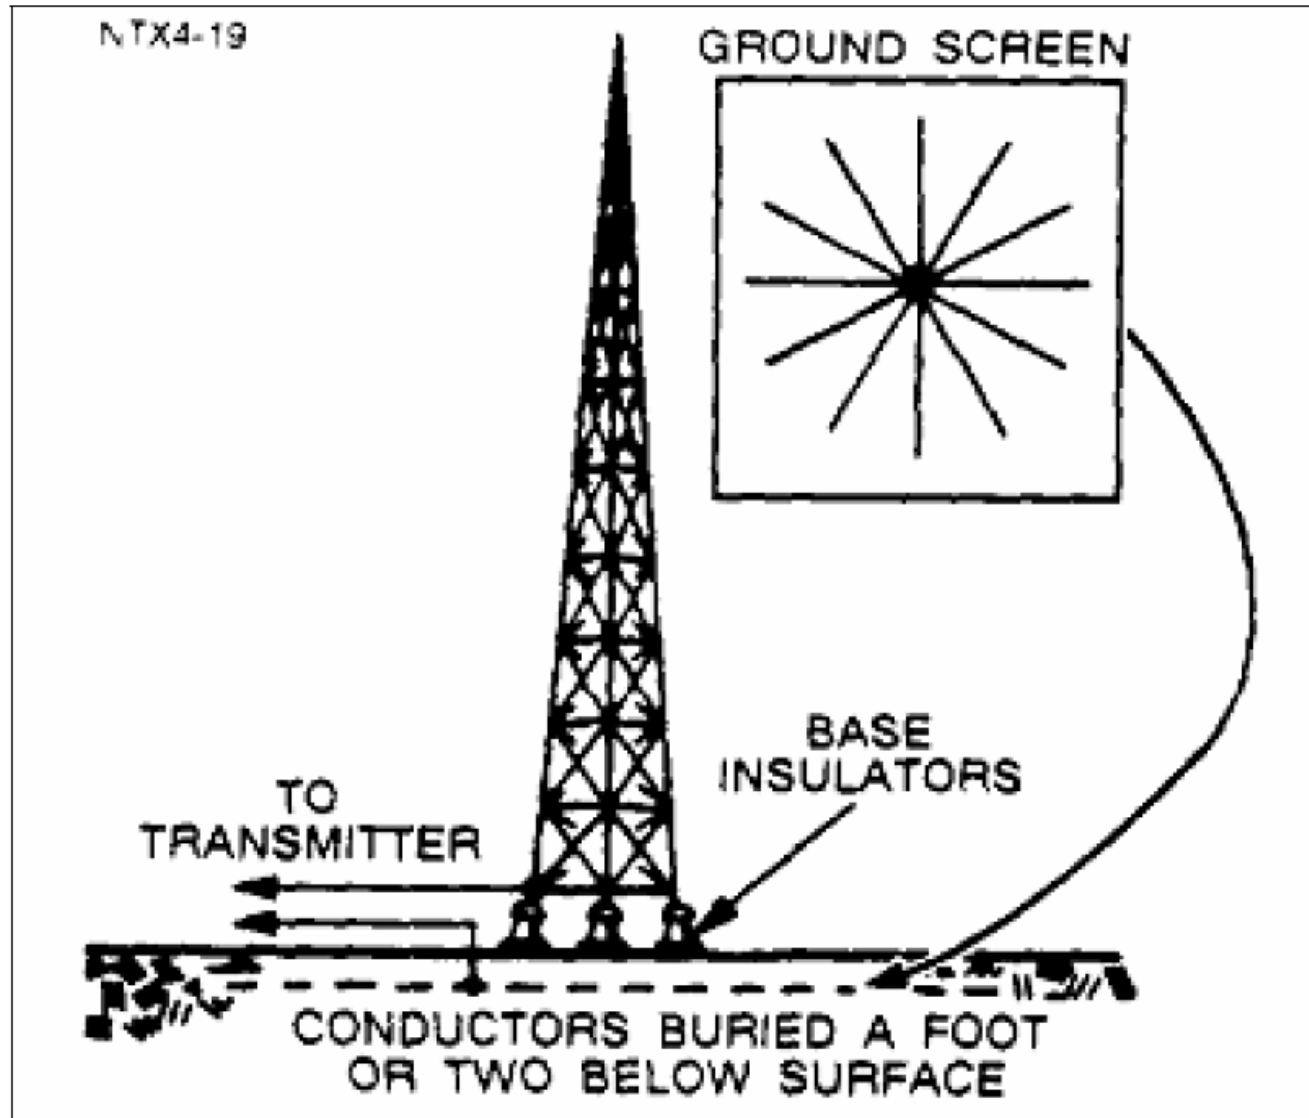 NTX4-19
GROUND SCREEN
BASE
INSULATORS
TO
TRANSMITTER
CONDUCTORS BURIED A FOOT
OR TWO BELOW SURFACE